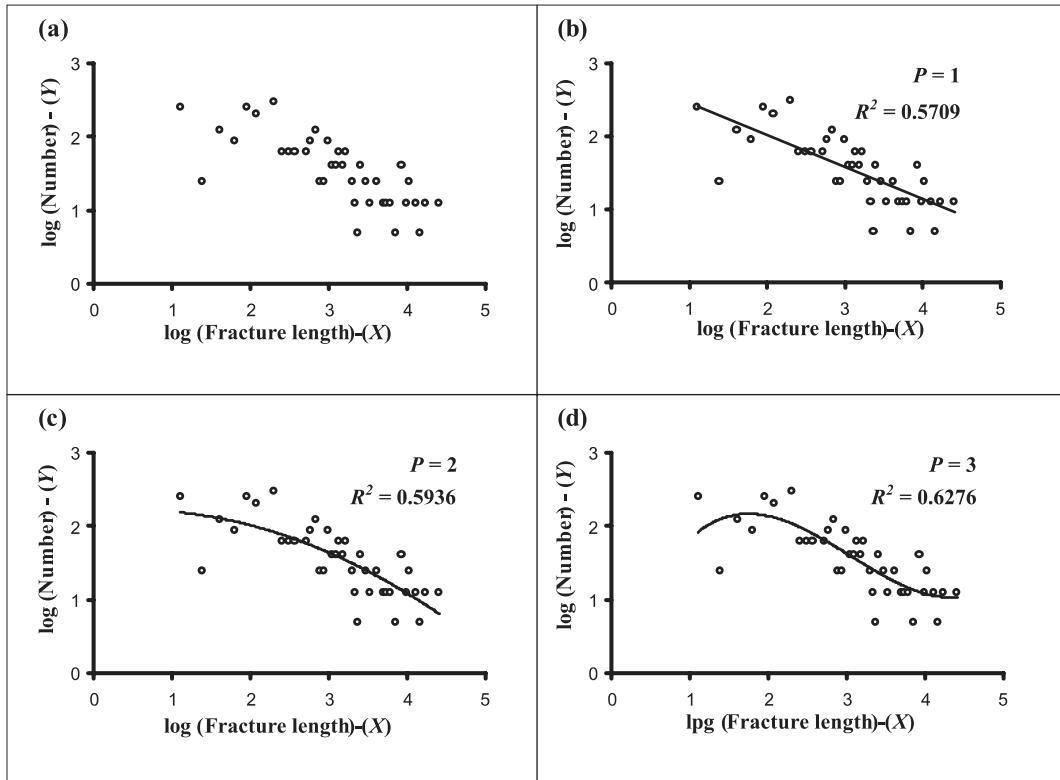 (a)
3
2
1
0
0 1 2 3 4 5
log (Number) - (Y)
log (Fracture length)-(X)
(b)
P = 1
R² = 0.5709
3
2
1
0
0 1 2 3 4 5
log (Number) - (Y)
log (Fracture length)-(X)
(c)
P = 2
R² = 0.5936
3
2
1
0
0 1 2 3 4 5
log (Number) - (Y)
log (Fracture length)-(X)
(d)
P = 3
R² = 0.6276
3
2
1
0
0 1 2 3 4 5
log (Number) - (Y)
lpg (Fracture length)-(X)